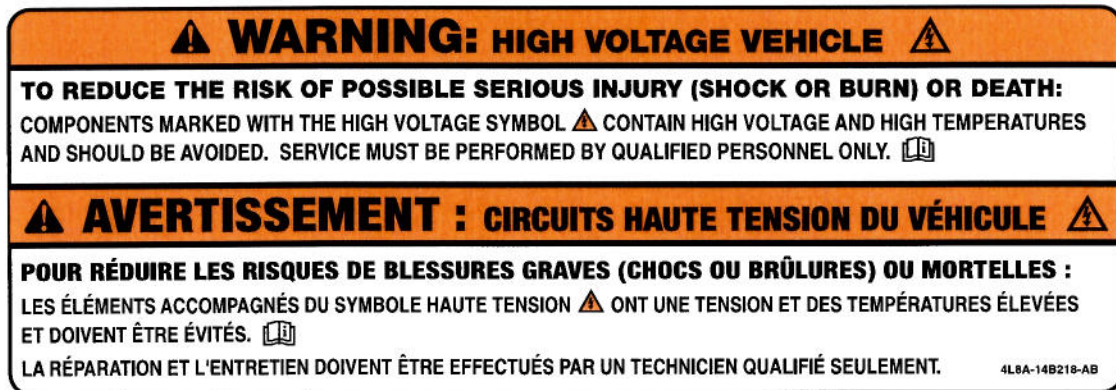 WARNING: HIGH VOLTAGE VEHICLE
TO REDUCE THE RISK OF POSSIBLE SERIOUS INJURY (SHOCK OR BURN) OR DEATH:
COMPONENTS MARKED WITH THE HIGH VOLTAGE SYMBOL CONTAIN HIGH VOLTAGE AND HIGH TEMPERATURES
AND SHOULD BE AVOIDED. SERVICE MUST BE PERFORMED BY QUALIFIED PERSONNEL ONLY.
AVERTISSEMENT : CIRCUITS HAUTE TENSION DU VÉHICULE
POUR RÉDUIRE LES RISQUES DE BLESSURES GRAVES (CHOCS OU BRÛLURES) OU MORTELLES :
LES ÉLÉMENTS ACCOMPAGNÉS DU SYMBOLE HAUTE TENSION ONT UNE TENSION ET DES TEMPÉRATURES ÉLEVÉES
ET DOIVENT ÊTRE ÉVITÉS.
LA RÉPARATION ET L'ENTRETIEN DOIVENT ÊTRE EFFECTUÉS PAR UN TECHNICIEN QUALIFIÉ SEULEMENT. 4L8A-14B218-AB